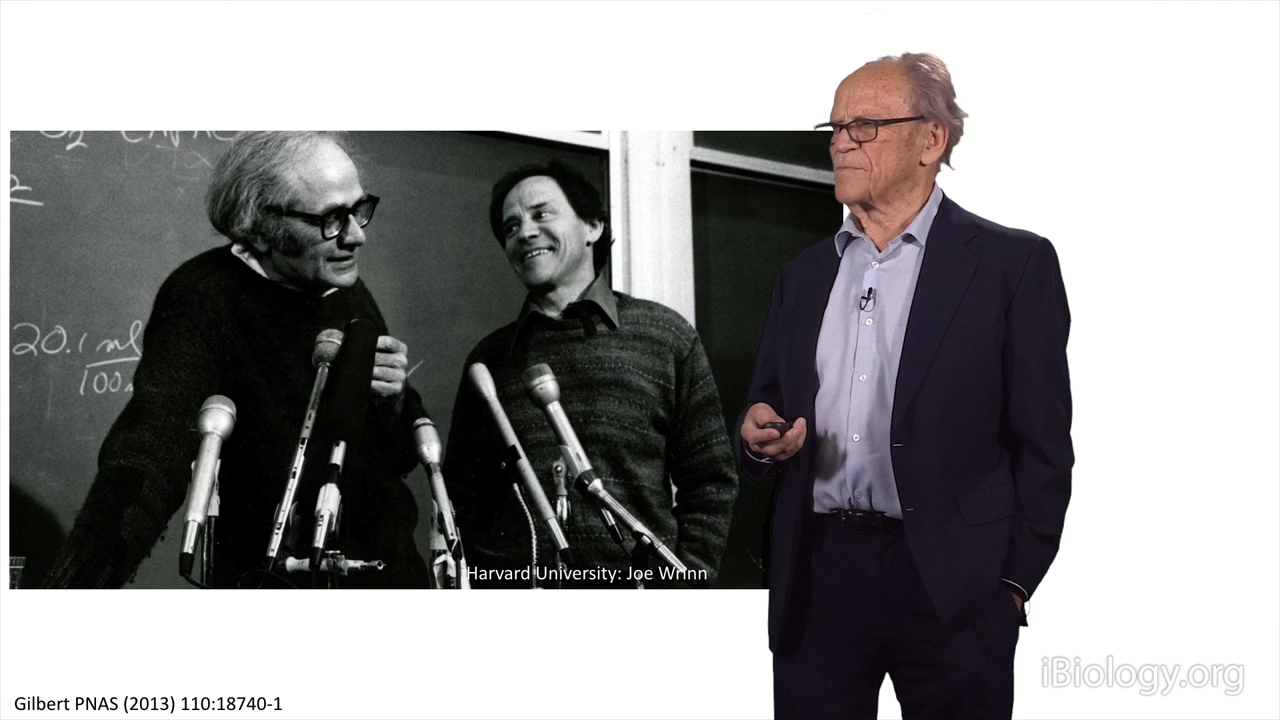 20.1 ml
100
Harvard University: Joe Wrinn
iBiology.org
Gilbert PNAS (2013) 110:18740-1